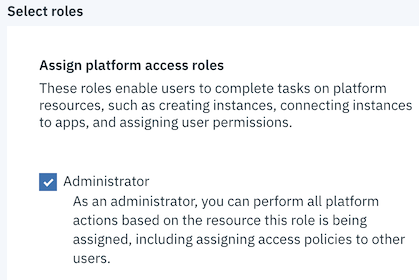 Select roles
Assign platform access roles
These roles enable users to complete tasks on platform
resources, such as creating instances, connecting instances
to apps, and assigning user permissions.
Administrator
As an administrator, you can perform all platform
actions based on the resource this role is being
assigned, including assigning access policies to other
users.